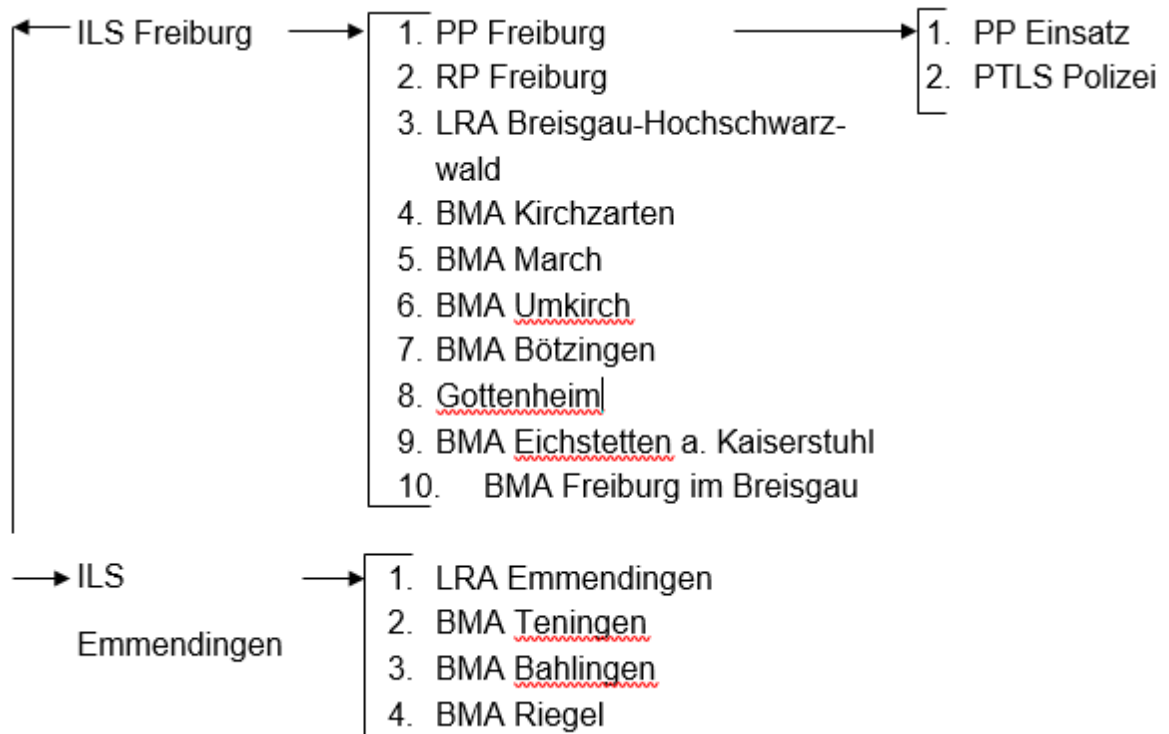 ILS Freiburg
1. PP Freiburg
2. RP Freiburg
3. LRA Breisgau-Hochschwarz-
wald
4. BMA Kirchzarten
5. BMA March
6. BMA Umkirch
7. BMA Bötzingen
8. Gottenheim
9. BMA Eichstetten a. Kaiserstuhl
10. BMA Freiburg im Breisgau
1. PP Einsatz
2. PTLS Polizei
ILS
Emmendingen
1. LRA Emmendingen
2. BMA Teningen
3. BMA Bahlingen
4. BMA Riegel